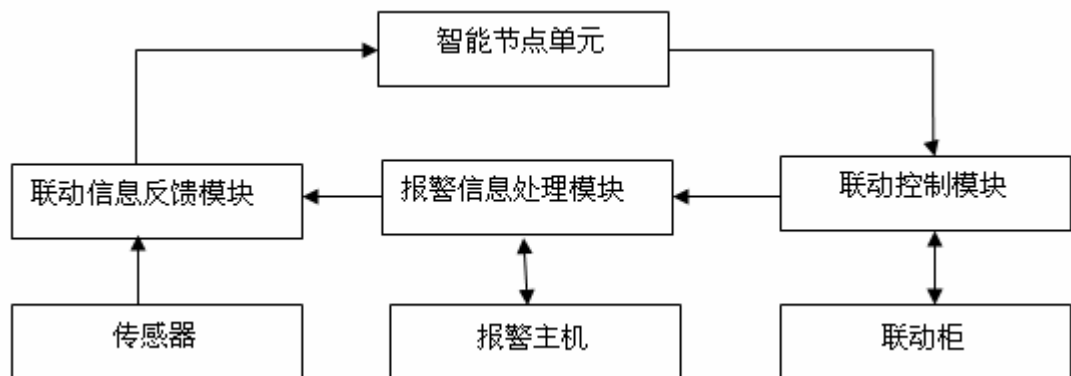 智能节点单元
联动信息反馈模块
报警信息处理模块
联动控制模块
传感器
报警主机
联动柜